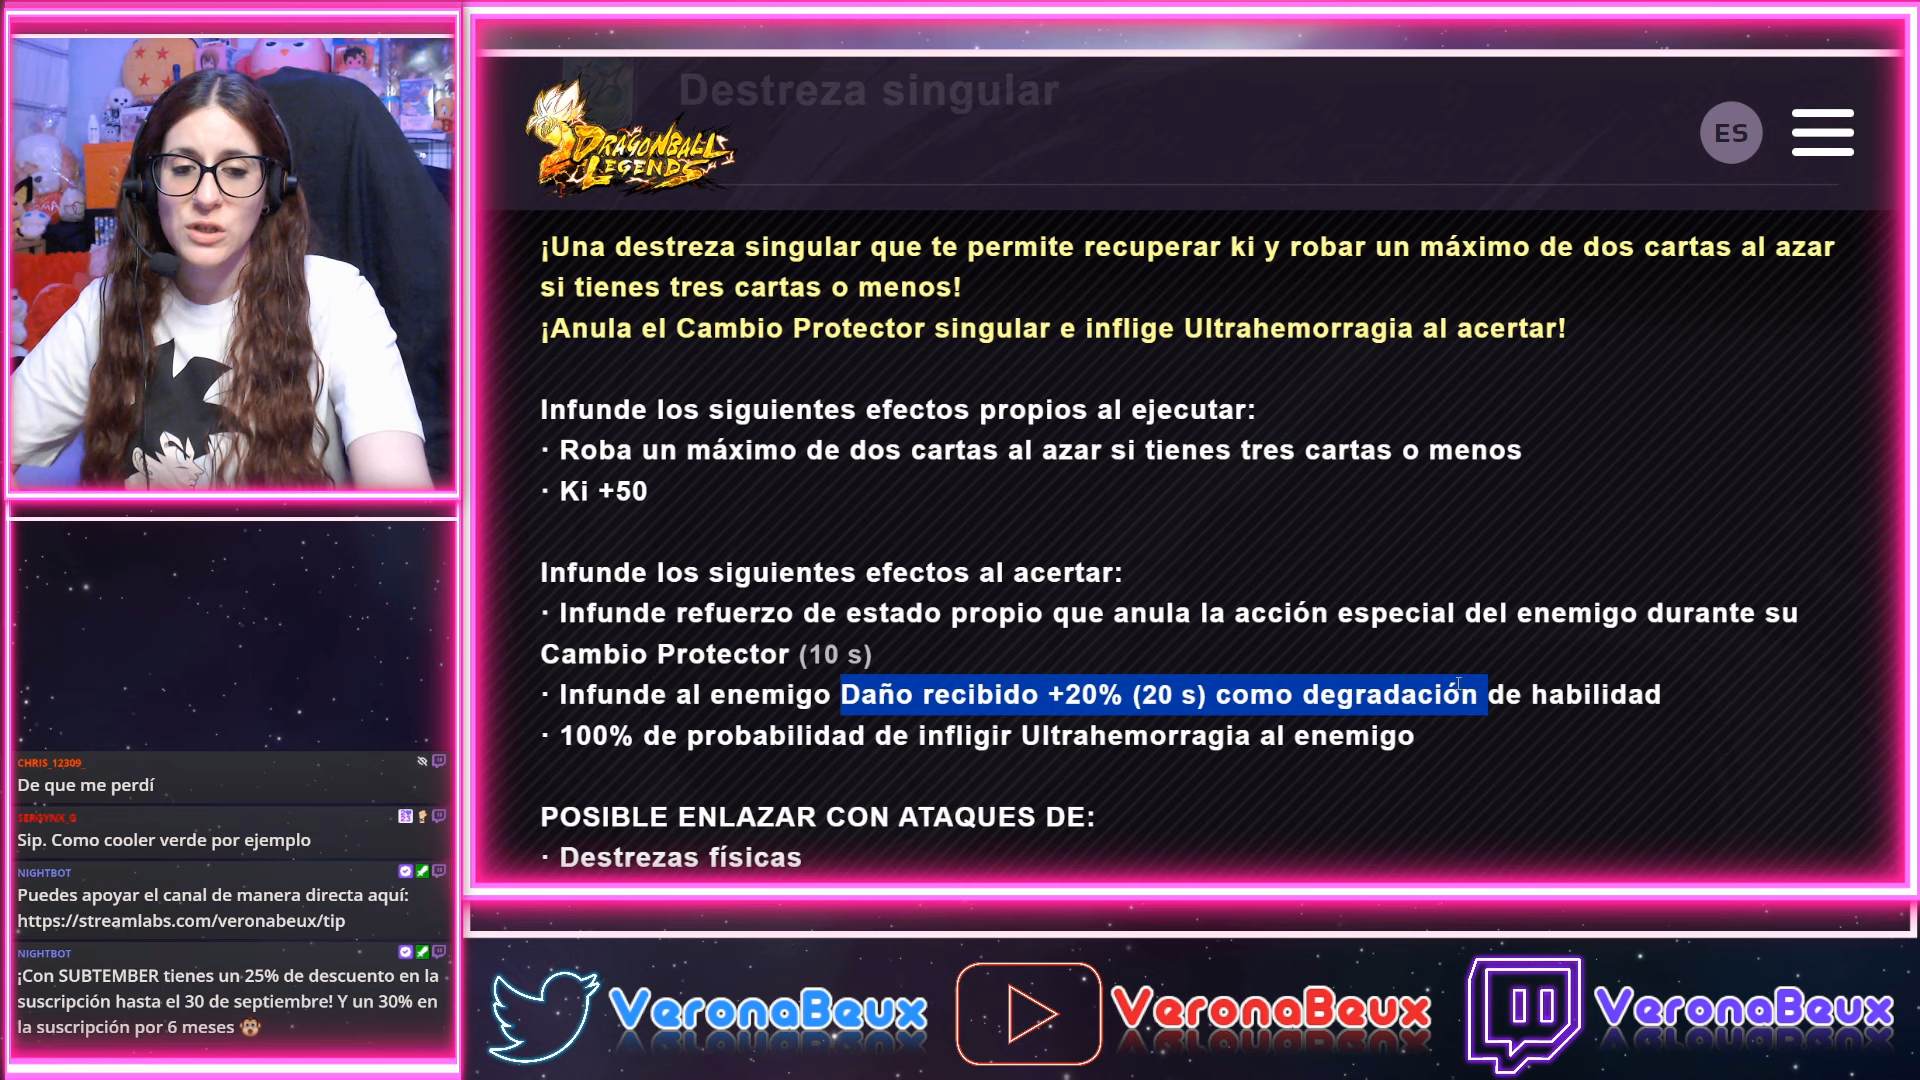 Destreza singular
DRAGONBALL
LEGENDS
ES
¡Una destreza singular que te permite recuperar ki y robar un máximo de dos cartas al azar
si tienes tres cartas o menos!
¡Anula el Cambio Protector singular e inflige Ultrahemorragia al acertar!
Infunde los siguientes efectos propios al ejecutar:
· Roba un máximo de dos cartas al azar si tienes tres cartas o menos
· Ki +50
Infunde los siguientes efectos al acertar:
· Infunde refuerzo de estado propio que anula la acción especial del enemigo durante su
Cambio Protector (10 s)
· Infunde al enemigo Daño recibido +20% (20 s) como degradación de habilidad
· 100% de probabilidad de infligir Ultrahemorragia al enemigo
POSIBLE ENLAZAR CON ATAQUES DE:
· Destrezas físicas
CHRIS_12309_
De que me perdí
SERGYNX_G
Sip. Como cooler verde por ejemplo
NIGHTBOT
Puedes apoyar el canal de manera directa aquí:
https://streamlabs.com/veronabeux/tip
NIGHTBOT
¡Con SUBTEMBER tienes un 25% de descuento en la
suscripción hasta el 30 de septiembre! Y un 30% en
la suscripción por 6 meses
VeronaBeux
VeronaBeux
VeronaBeux